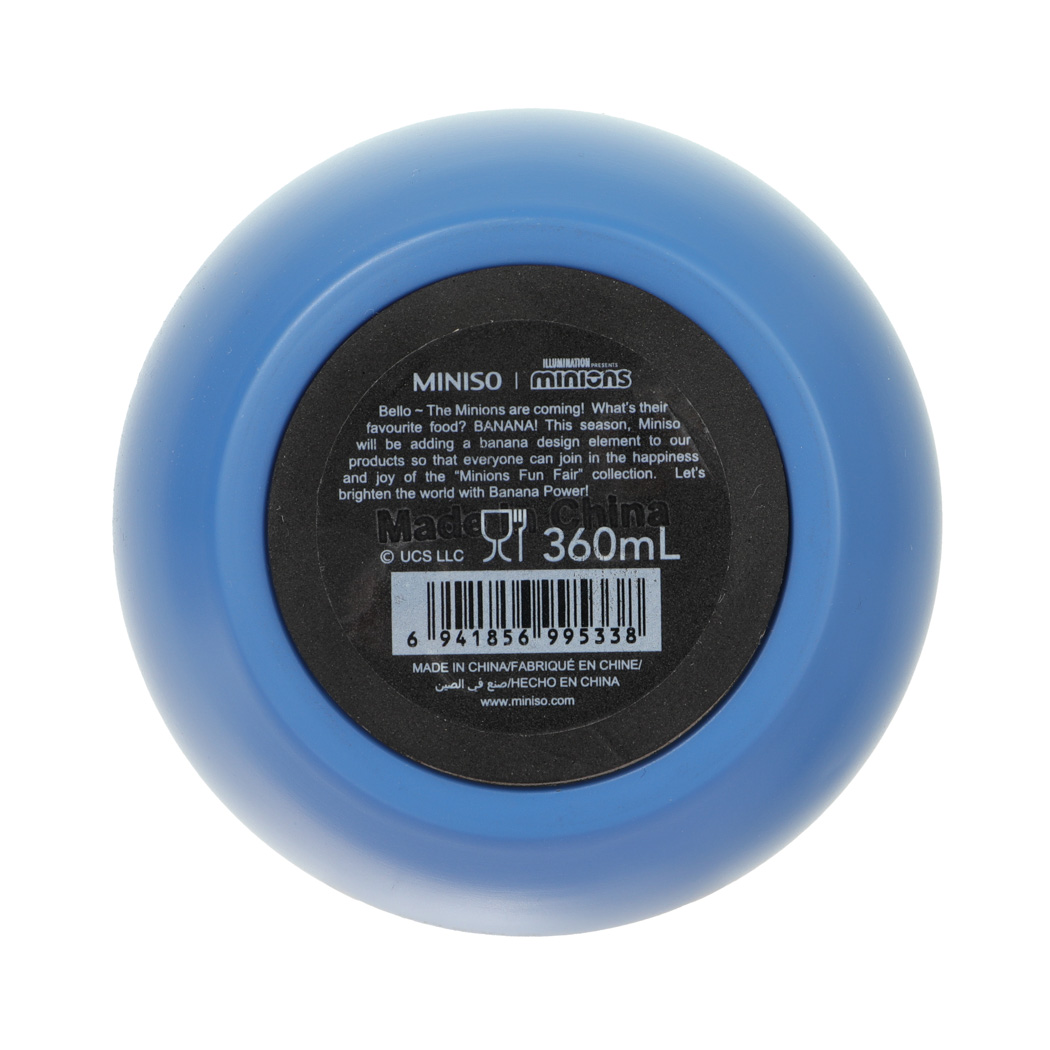 MINISO | ILLUMINATION PRESENTS minions
Bello ~ The Minions are coming! What's their
favourite food? BANANA! This season, Miniso
will be adding a banana design element to our
products so that everyone can join in the happiness
and joy of the "Minions Fun Fair" collection. Let's
brighten the world with Banana Power!
Made in China
© UCS LLC 360mL
6 941856 995338
MADE IN CHINA/FABRIQUÉ EN CHINE/
صنع في الصين/HECHO EN CHINA
www.miniso.com